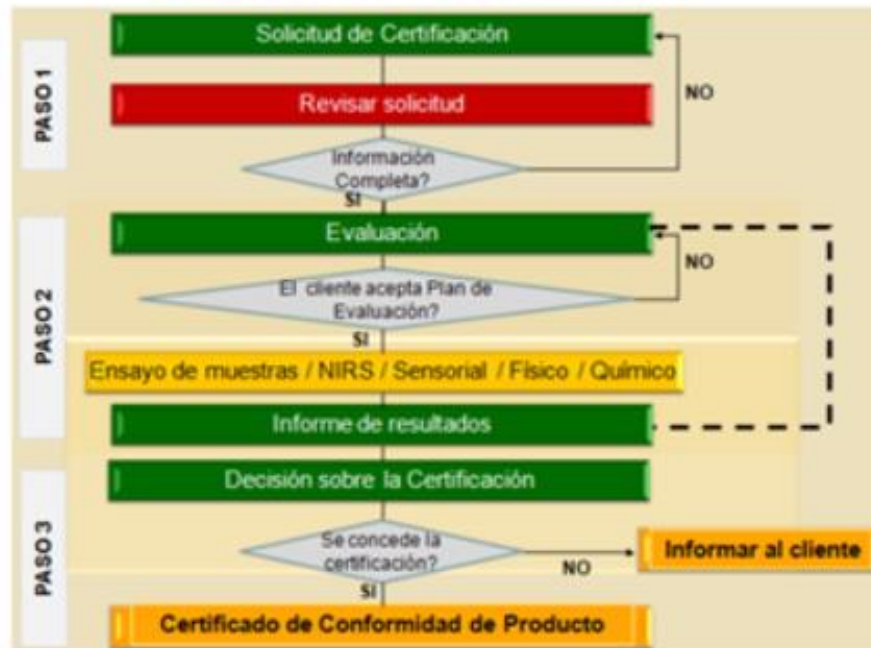 PASO 1
Solicitud de Certificación
NO
Revisar solicitud
Información
Completa?
SI
PASO 2
Evaluación
NO
El cliente acepta Plan de
Evaluación?
SI
Ensayo de muestras / NIRS / Sensorial / Físico / Químico
Informe de resultados
PASO 3
Decisión sobre la Certificación
Se concede la
certificación?
NO
Informar al cliente
SI
Certificado de Conformidad de Producto